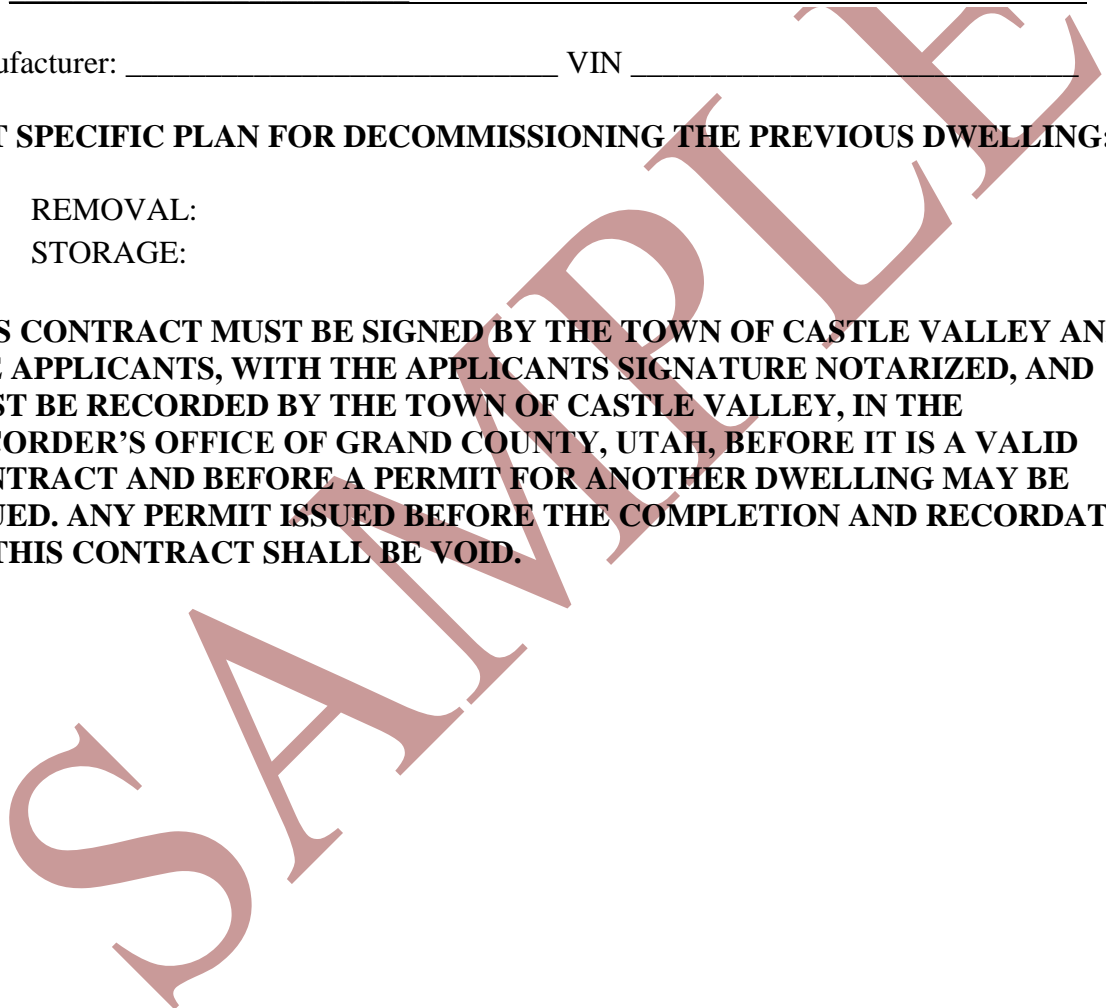 ufacturer: ___________________________ VIN ____________________________
T SPECIFIC PLAN FOR DECOMMISSIONING THE PREVIOUS DWELLING:
REMOVAL:
STORAGE:
S CONTRACT MUST BE SIGNED BY THE TOWN OF CASTLE VALLEY AN
E APPLICANTS, WITH THE APPLICANTS SIGNATURE NOTARIZED, AND
ST BE RECORDED BY THE TOWN OF CASTLE VALLEY, IN THE
CORDER’S OFFICE OF GRAND COUNTY, UTAH, BEFORE IT IS A VALID
NTRACT AND BEFORE A PERMIT FOR ANOTHER DWELLING MAY BE
UED. ANY PERMIT ISSUED BEFORE THE COMPLETION AND RECORDAT
THIS CONTRACT SHALL BE VOID.
SAMPLE